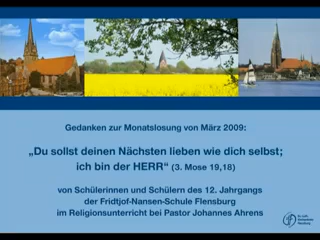 Gedanken zur Monatslosung von März 2009:
„Du sollst deinen Nächsten lieben wie dich selbst;
ich bin der HERR“ (3. Mose 19,18)
von Schülerinnen und Schülern des 12. Jahrgangs
der Fridtjof-Nansen-Schule Flensburg
im Religionsunterricht bei Pastor Johannes Ahrens